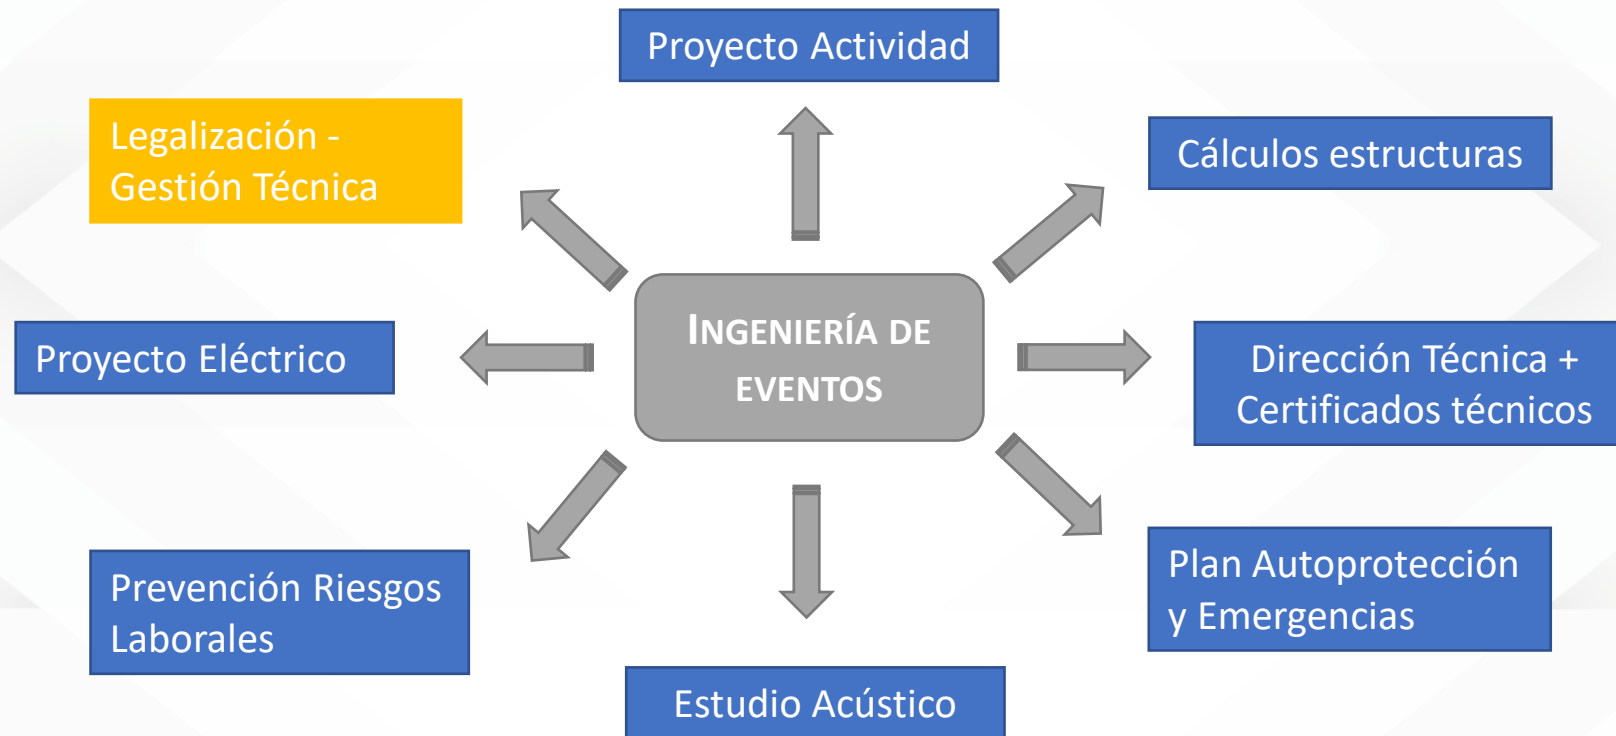 Proyecto Actividad
Legalización -
Gestión Técnica
Cálculos estructuras
INGENIERÍA DE
EVENTOS
Proyecto Eléctrico
Dirección Técnica +
Certificados técnicos
Prevención Riesgos
Laborales
Plan Autoprotección
y Emergencias
Estudio Acústico